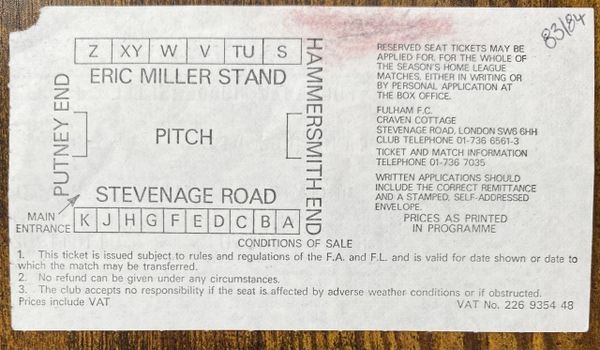 Z XY W V TU S
ERIC MILLER STAND
PUTNEY END
PITCH
HAMMERSMITH END
STEVENAGE ROAD
MAIN
ENTRANCE
K J H G F E D C B A
83/84
RESERVED SEAT TICKETS MAY BE
APPLIED FOR, FOR THE WHOLE OF
THE SEASON'S HOME LEAGUE
MATCHES, EITHER IN WRITING OR
BY PERSONAL APPLICATION AT
THE BOX OFFICE.
FULHAM F.C.
CRAVEN COTTAGE
STEVENAGE ROAD, LONDON SW6 6HH
CLUB TELEPHONE 01-736 6561-3
TICKET AND MATCH INFORMATION
TELEPHONE 01-736 7035
WRITTEN APPLICATIONS SHOULD
INCLUDE THE CORRECT REMITTANCE
AND A STAMPED, SELF-ADDRESSED
ENVELOPE.
PRICES AS PRINTED
IN PROGRAMME
CONDITIONS OF SALE
1. This ticket is issued subject to rules and regulations of the F.A. and F.L. and is valid for date shown or date to
which the match may be transferred.
2. No refund can be given under any circumstances.
3. The club accepts no responsibility if the seat is affected by adverse weather conditions or if obstructed.
Prices include VAT
VAT No. 226 9354 48